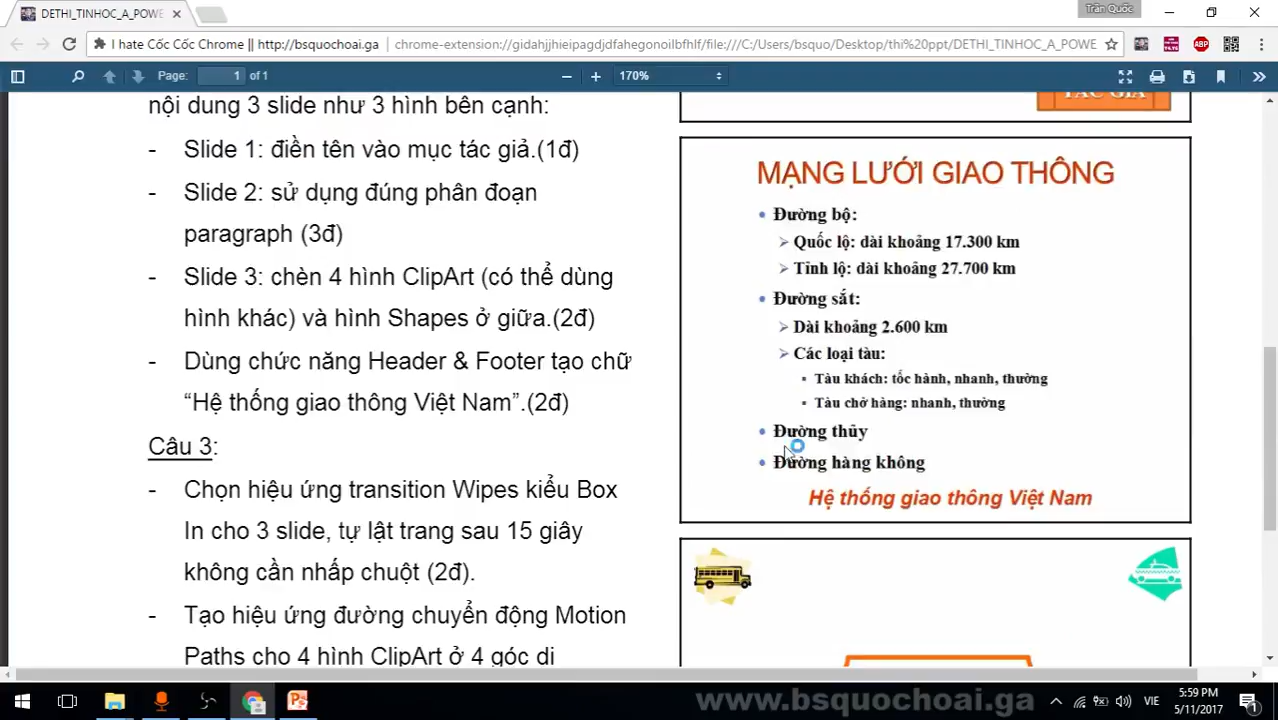 DETHI_TINHOC_A_POWE
Trần Quốc
I hate Cốc Cốc Chrome || http://bsquochoai.ga
chrome-extension://gidahjjhieipagdjdfahegonoilbfhlf/file:///C:/Users/bsquo/Desktop/thi%20ppt/DETHI_TINHOC_A_POWE
ABP
Page: 1 of 1
170%
nội dung 3 slide như 3 hình bên cạnh:
- Slide 1: điền tên vào mục tác giả.(1đ)
- Slide 2: sử dụng đúng phân đoạn
paragraph (3đ)
- Slide 3: chèn 4 hình ClipArt (có thể dùng
hình khác) và hình Shapes ở giữa.(2đ)
- Dùng chức năng Header & Footer tạo chữ
“Hệ thống giao thông Việt Nam”.(2đ)
Câu 3:
- Chọn hiệu ứng transition Wipes kiểu Box
In cho 3 slide, tự lật trang sau 15 giây
không cần nhấp chuột (2đ).
- Tạo hiệu ứng đường chuyển động Motion
Paths cho 4 hình ClipArt ở 4 góc di
TÁC GIẢ
MẠNG LƯỚI GIAO THÔNG
• Đường bộ:
➢ Quốc lộ: dài khoảng 17.300 km
➢ Tỉnh lộ: dài khoảng 27.700 km
• Đường sắt:
➢ Dài khoảng 2.600 km
➢ Các loại tàu:
▪ Tàu khách: tốc hành, nhanh, thường
▪ Tàu chở hàng: nhanh, thường
• Đường thủy
• Đường hàng không
Hệ thống giao thông Việt Nam
www.bsquochoai.ga
VIE
5:59 PM
5/11/2017
1